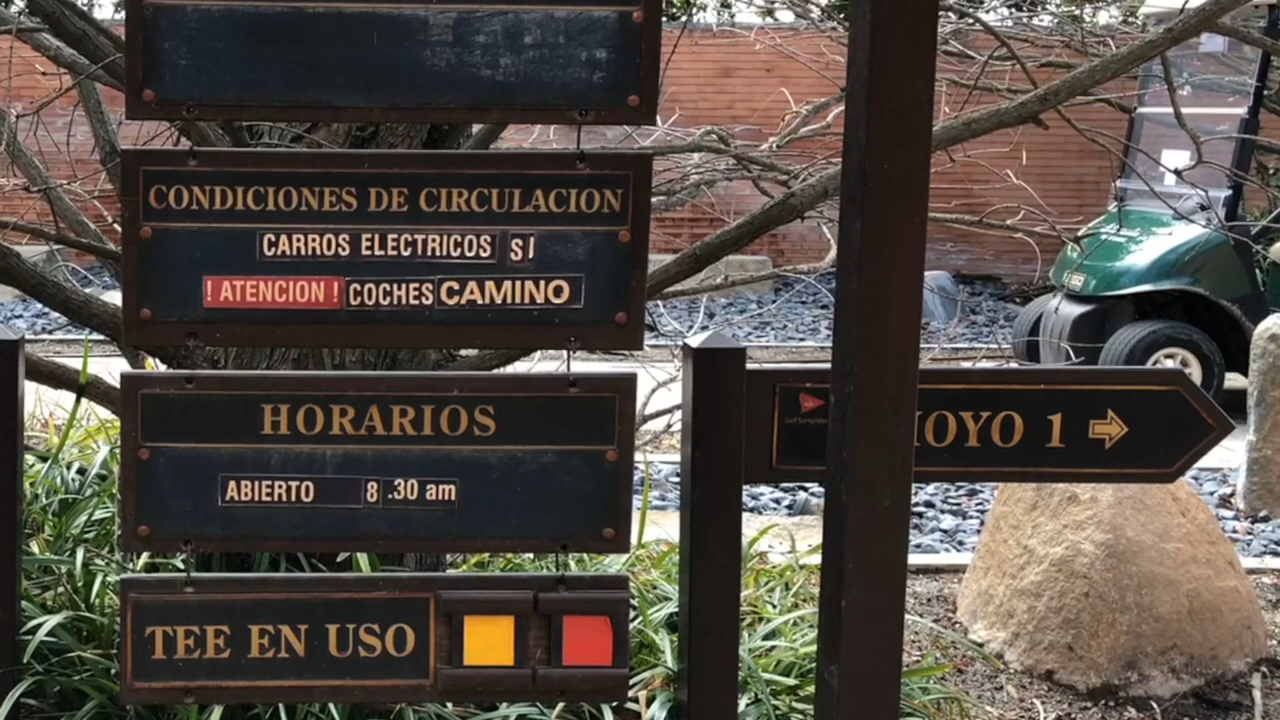 CONDICIONES DE CIRCULACION
CARROS ELECTRICOS SI
! ATENCION ! COCHES CAMINO
HORARIOS
ABIERTO 8 .30 am
TEE EN USO
OYO 1